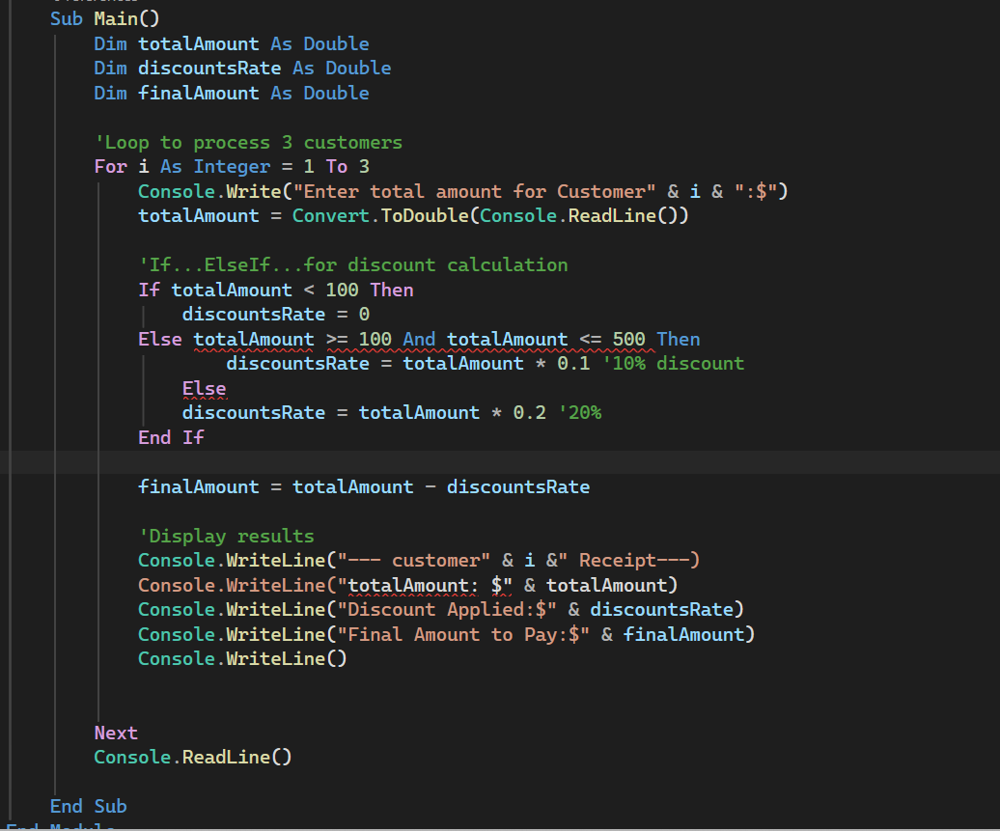 Sub Main()
Dim totalAmount As Double
Dim discountsRate As Double
Dim finalAmount As Double
'Loop to process 3 customers
For i As Integer = 1 To 3
Console.Write("Enter total amount for Customer" & i & ":$")
totalAmount = Convert.ToDouble(Console.ReadLine())
'If...ElseIf...for discount calculation
If totalAmount < 100 Then
discountsRate = 0
Else totalAmount >= 100 And totalAmount <= 500 Then
discountsRate = totalAmount * 0.1 '10% discount
Else
discountsRate = totalAmount * 0.2 '20%
End If
finalAmount = totalAmount - discountsRate
'Display results
Console.WriteLine("--- customer" & i &" Receipt---)
Console.WriteLine("totalAmount: $" & totalAmount)
Console.WriteLine("Discount Applied:$" & discountsRate)
Console.WriteLine("Final Amount to Pay:$" & finalAmount)
Console.WriteLine()
Next
Console.ReadLine()
End Sub
End Module